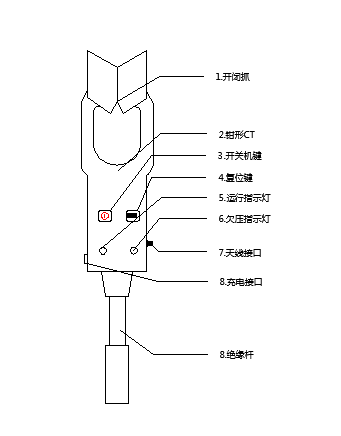 1.开闭抓
2.钳形CT
3.开关机键
4.复位键
5.运行指示灯
6.欠压指示灯
7.天线接口
8.充电接口
8.绝缘杆